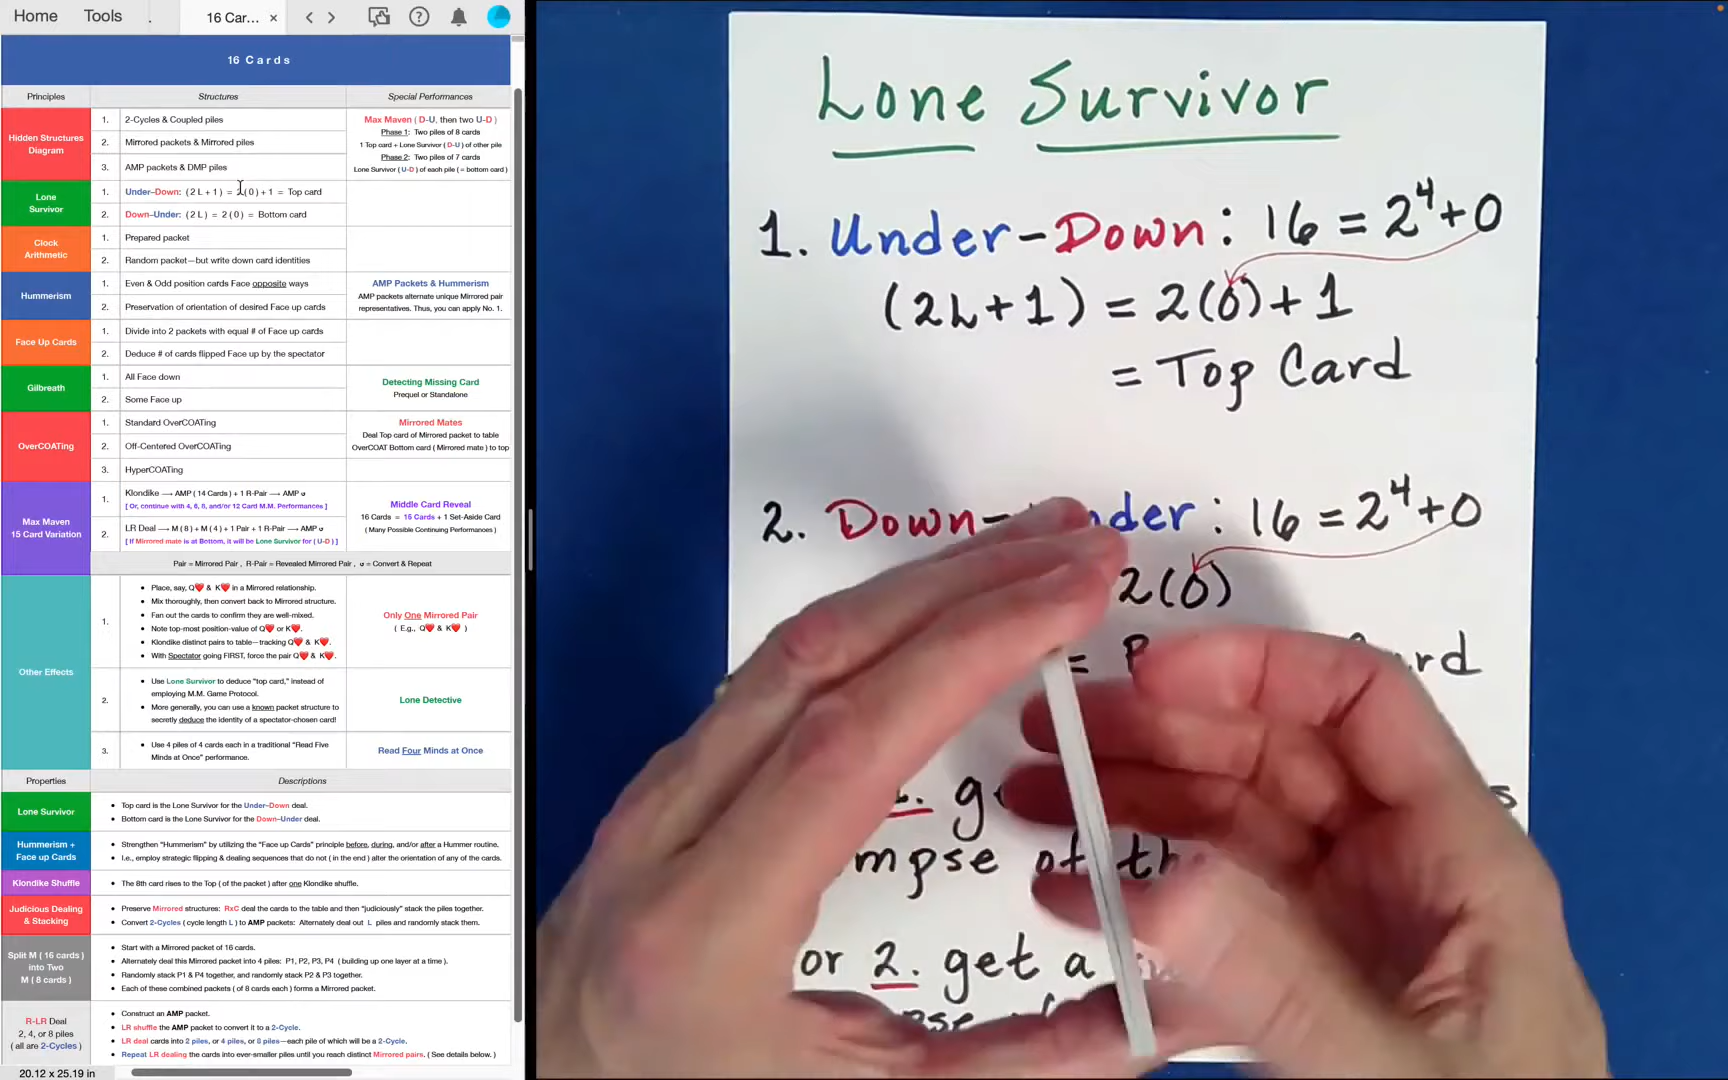 Home Tools . 16 Car... ×
16 Cards
Principles Structures Special Performances
Hidden Structures
Diagram
1. 2-Cycles & Coupled piles
2. Mirrored packets & Mirrored piles
3. AMP packets & DMP piles
Max Maven ( D-U, then two U-D )
Phase 1: Two piles of 8 cards
1 Top card + Lone Survivor ( D-U ) of other pile
Phase 2: Two piles of 7 cards
Lone Survivor ( U-D ) of each pile ( = bottom card )
Lone
Survivor
1. Under–Down: ( 2 L + 1 ) = 2 ( 0 ) + 1 = Top card
2. Down–Under: ( 2 L ) = 2 ( 0 ) = Bottom card
Clock
Arithmetic
1. Prepared packet
2. Random packet—but write down card identities
Hummerism
1. Even & Odd position cards Face opposite ways
2. Preservation of orientation of desired Face up cards
AMP Packets & Hummerism
AMP packets alternate unique Mirrored pair
representatives. Thus, you can apply No. 1.
Face Up Cards
1. Divide into 2 packets with equal # of Face up cards
2. Deduce # of cards flipped Face up by the spectator
Gilbreath
1. All Face down
2. Some Face up
Detecting Missing Card
Prequel or Standalone
OverCOATing
1. Standard OverCOATing
2. Off-Centered OverCOATing
3. HyperCOATing
Mirrored Mates
Deal Top card of Mirrored packet to table
OverCOAT Bottom card ( Mirrored mate ) to top
Max Maven
15 Card Variation
1. Klondike → AMP ( 14 Cards ) + 1 R-Pair → AMP σ
[ Or, continue with 4, 6, 8, and/or 12 Card M.M. Performances ]
2. LR Deal → M ( 8 ) + M ( 4 ) + 1 Pair + 1 R-Pair → AMP σ
[ If Mirrored mate is at Bottom, it will be Lone Survivor for ( U-D ) ]
Middle Card Reveal
16 Cards = 15 Cards + 1 Set-Aside Card
( Many Possible Continuing Performances )
Pair = Mirrored Pair , R-Pair = Revealed Mirrored Pair , σ = Convert & Repeat
Other Effects
1.
• Place, say, Q♥ & K♥ in a Mirrored relationship.
• Mix thoroughly, then convert back to Mirrored structure.
• Fan out the cards to confirm they are well-mixed.
• Note top-most position-value of Q♥ or K♥.
• Klondike distinct pairs to table—tracking Q♥ & K♥.
• With Spectator going FIRST, force the pair Q♥ & K♥.
Only One Mirrored Pair
( E.g., Q♥ & K♥ )
2.
• Use Lone Survivor to deduce “top card,” instead of
employing M.M. Game Protocol.
• More generally, you can use a known packet structure to
secretly deduce the identity of a spectator-chosen card!
Lone Detective
3.
• Use 4 piles of 4 cards each in a traditional “Read Five
Minds at Once” performance.
Read Four Minds at Once
Properties Descriptions
Lone Survivor
• Top card is the Lone Survivor for the Under–Down deal.
• Bottom card is the Lone Survivor for the Down–Under deal.
Hummerism +
Face up Cards
• Strengthen “Hummerism” by utilizing the “Face up Cards” principle before, during, and/or after a Hummer routine.
• I.e., employ strategic flipping & dealing sequences that do not ( in the end ) alter the orientation of any of the cards.
Klondike Shuffle
• The 8th card rises to the Top ( of the packet ) after one Klondike shuffle.
Judicious Dealing
& Stacking
• Preserve Mirrored structures: RxC deal the cards to the table and then “judiciously” stack the piles together.
• Convert 2-Cycles ( cycle length L ) to AMP packets: Alternately deal out L piles and randomly stack them.
Split M ( 16 cards )
into Two
M ( 8 cards )
• Start with a Mirrored packet of 16 cards.
• Alternately deal this Mirrored packet into 4 piles: P1, P2, P3, P4 ( building up one layer at a time ).
• Randomly stack P1 & P4 together, and randomly stack P2 & P3 together.
• Each of these combined packets ( of 8 cards each ) forms a Mirrored packet.
R-LR Deal
2, 4, or 8 piles
( all are 2-Cycles )
• Construct an AMP packet.
• LR shuffle the AMP packet to convert it to a 2-Cycle.
• LR deal cards into 2 piles, or 4 piles, or 8 piles—each pile of which will be a 2-Cycle.
• Repeat LR dealing the cards into ever-smaller piles until you reach distinct Mirrored pairs. ( See details below. )
20.12 x 25.19 in
Lone Survivor
1. Under-Down: 16 = 2⁴+0
(2L+1) = 2(0)+1
= Top Card
2. Down-Under: 16 = 2⁴+0
2(0)
=
of
or 2. get a